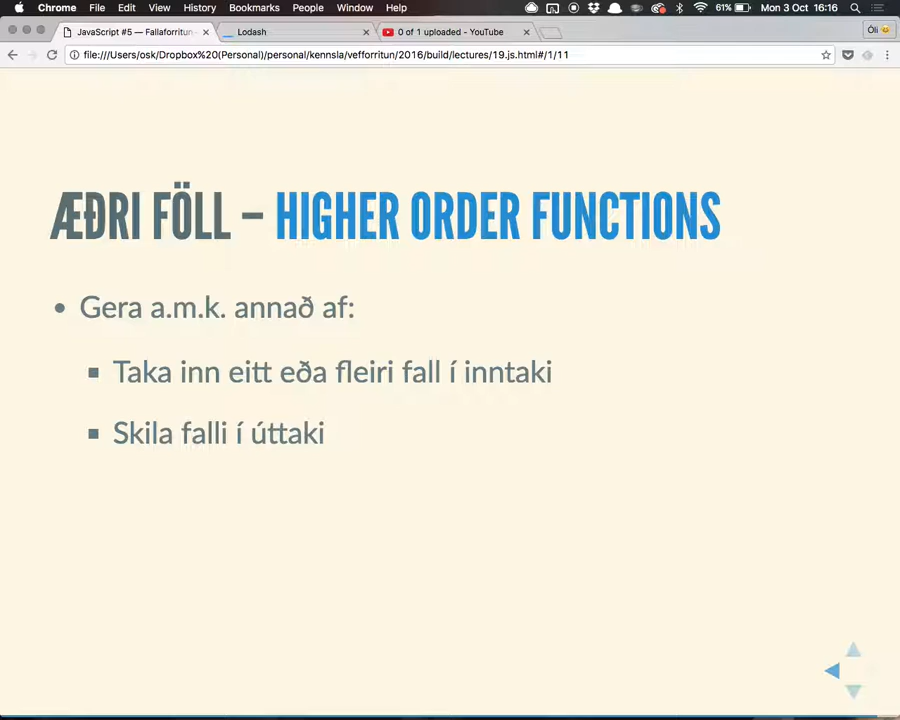 Chrome File Edit View History Bookmarks People Window Help 61% Mon 3 Oct 16:16
JavaScript #5 — Fallaforritun Lodash 0 of 1 uploaded - YouTube Óli
file:///Users/osk/Dropbox%20(Personal)/personal/kennsla/vefforritun/2016/build/lectures/19.js.html#/1/11
ÆÐRI FÖLL – HIGHER ORDER FUNCTIONS
Gera a.m.k. annað af:
Taka inn eitt eða fleiri fall í inntaki
Skila falli í úttaki